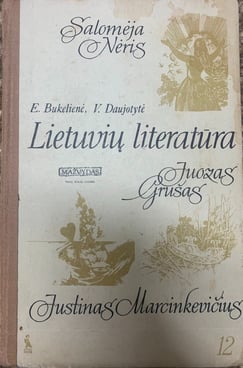 Salomėja
Nėris
E. Bukelienė, V. Daujotytė
Lietuvių literatūra
MAŽVYDAS
Juozas
Grušas
Justinas Marcinkevičius
12